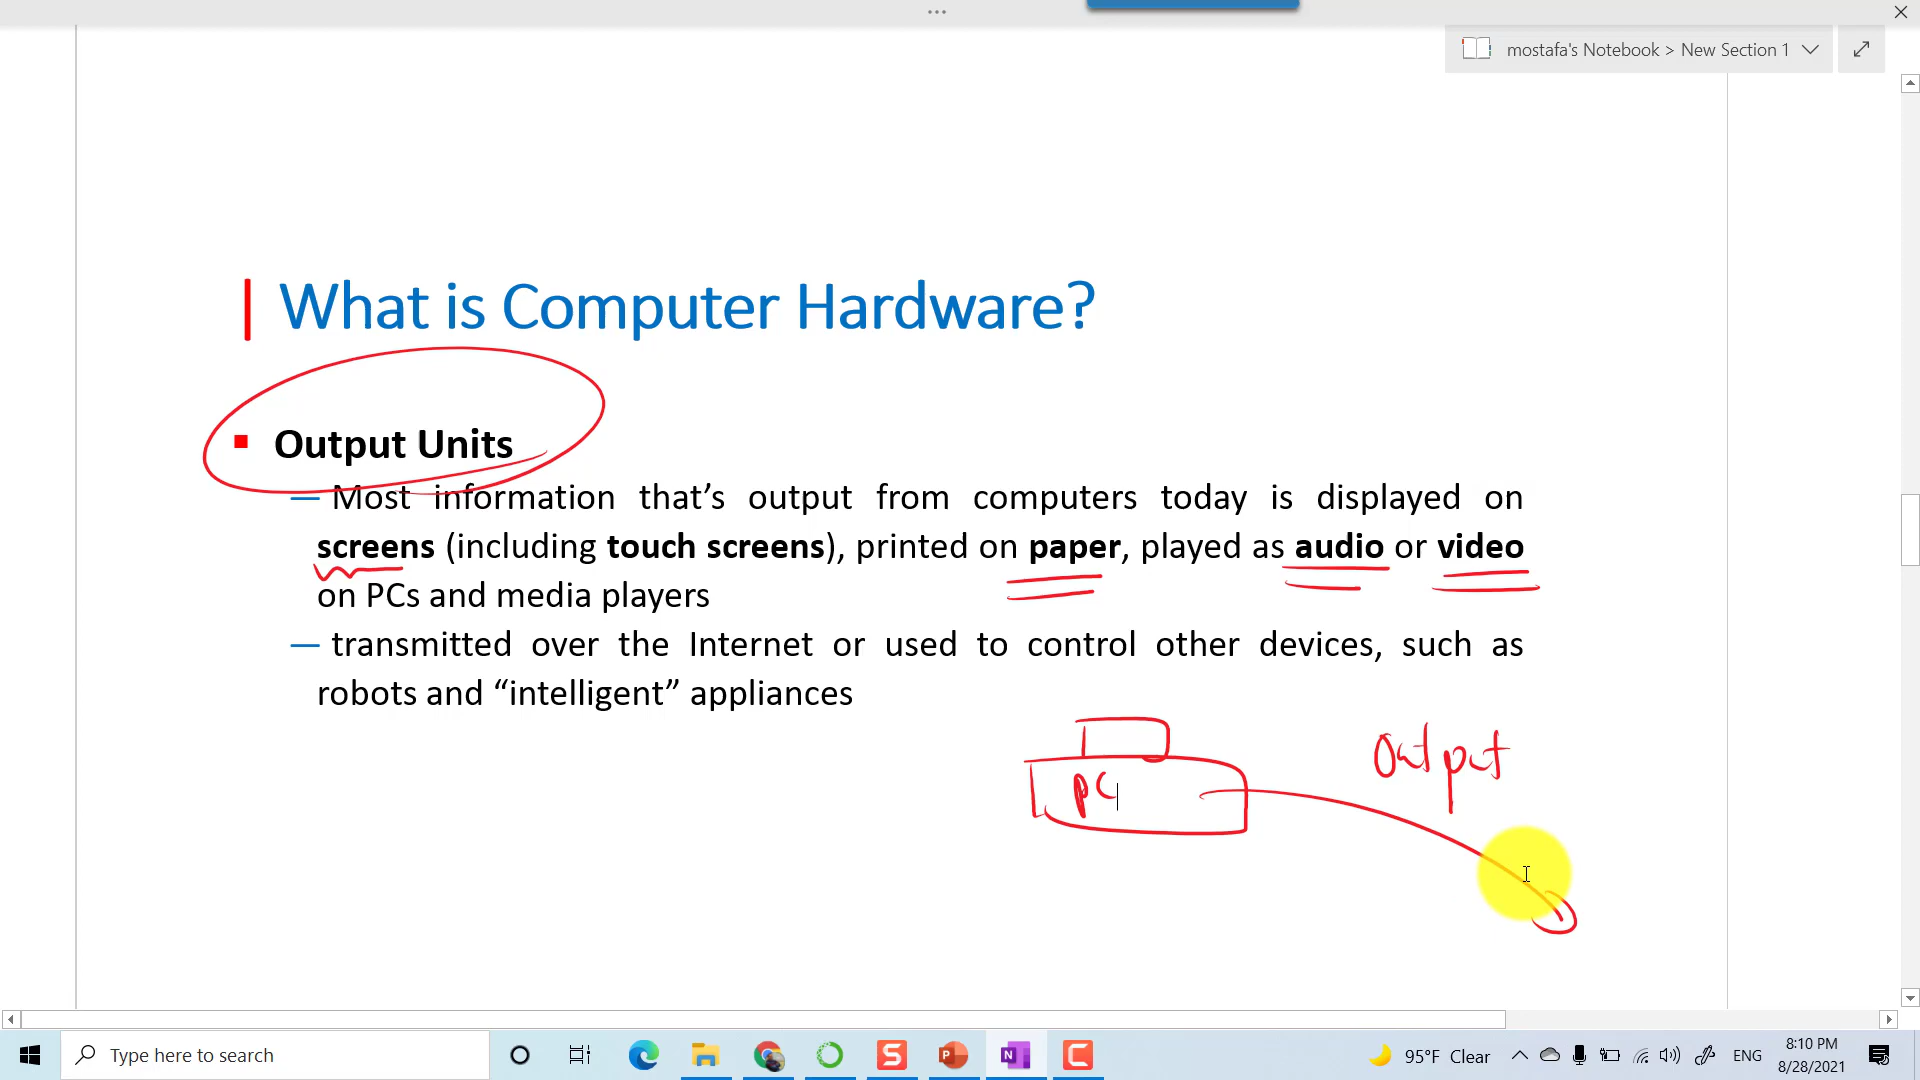 mostafa's Notebook > New Section 1
What is Computer Hardware?
Output Units
— Most information that’s output from computers today is displayed on
screens (including touch screens), printed on paper, played as audio or video
on PCs and media players
— transmitted over the Internet or used to control other devices, such as
robots and “intelligent” appliances
Output
PC
Type here to search
95°F Clear
ENG
8:10 PM
8/28/2021